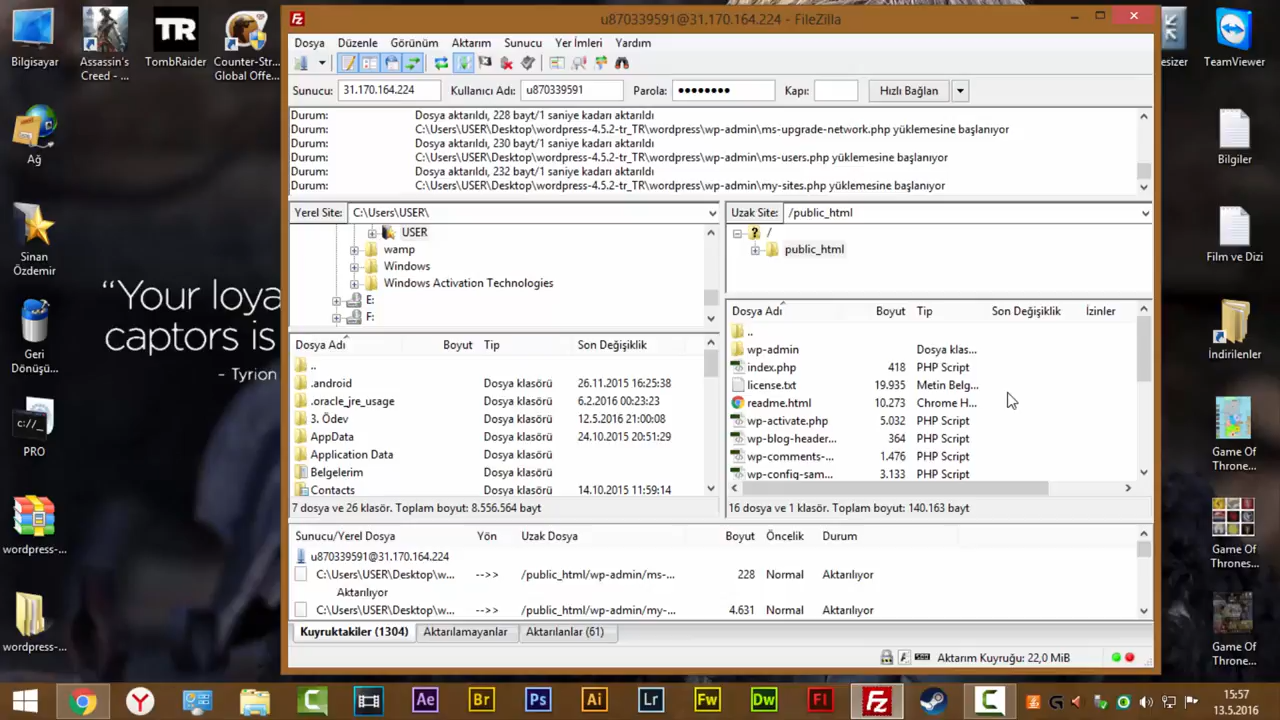 u870339591@31.170.164.224 - FileZilla
Dosya Düzenle Görünüm Aktarım Sunucu Yer İmleri Yardım
Sunucu: 31.170.164.224 Kullanıcı Adı: u870339591 Parola: ●●●●●●●● Kapı: Hızlı Bağlan
Durum: Dosya aktarıldı, 228 bayt/1 saniye kadarı aktarıldı
Durum: C:\Users\USER\Desktop\wordpress-4.5.2-tr_TR\wordpress\wp-admin\ms-upgrade-network.php yüklemesine başlanıyor
Durum: Dosya aktarıldı, 230 bayt/1 saniye kadarı aktarıldı
Durum: C:\Users\USER\Desktop\wordpress-4.5.2-tr_TR\wordpress\wp-admin\ms-users.php yüklemesine başlanıyor
Durum: Dosya aktarıldı, 232 bayt/1 saniye kadarı aktarıldı
Durum: C:\Users\USER\Desktop\wordpress-4.5.2-tr_TR\wordpress\wp-admin\my-sites.php yüklemesine başlanıyor
Yerel Site: C:\Users\USER\
USER
wamp
Windows
Windows Activation Technologies
E:
F:
Uzak Site: /public_html
/
public_html
Dosya Adı Boyut Tip Son Değişiklik
..
.android Dosya klasörü 26.11.2015 16:25:38
.oracle_jre_usage Dosya klasörü 6.2.2016 00:23:23
3. Ödev Dosya klasörü 12.5.2016 21:00:08
AppData Dosya klasörü 24.10.2015 20:51:29
Application Data Dosya klasörü
Belgelerim Dosya klasörü
Contacts Dosya klasörü 14.10.2015 11:59:14
7 dosya ve 26 klasör. Toplam boyut: 8.556.564 bayt
Dosya Adı Boyut Tip Son Değişiklik İzinler
..
wp-admin Dosya klas...
index.php 418 PHP Script
license.txt 19.935 Metin Belg...
readme.html 10.273 Chrome H...
wp-activate.php 5.032 PHP Script
wp-blog-header... 364 PHP Script
wp-comments-... 1.476 PHP Script
wp-config-sam... 3.133 PHP Script
16 dosya ve 1 klasör. Toplam boyut: 140.163 bayt
Sunucu/Yerel Dosya Yön Uzak Dosya Boyut Öncelik Durum
u870339591@31.170.164.224
C:\Users\USER\Desktop\w... -->> /public_html/wp-admin/ms-... 228 Normal Aktarılıyor
Aktarılıyor
C:\Users\USER\Desktop\w... -->> /public_html/wp-admin/my-... 4.631 Normal Aktarılıyor
Kuyruktakiler (1304) Aktarılamayanlar Aktarılanlar (61)
Aktarım Kuyruğu: 22,0 MiB
Bilgisayar
Assassin's
Creed - ...
TR
TombRaider
Counter-Str...
Global Offe...
Ağ
Sinan
Özdemir
Geri
Dönüşü...
C://_
PRO
wordpress-...
wordpress-...
“Your loya
captors is
- Tyrion
esizer
TeamViewer
Bilgiler
Film ve Dizi
İndirilenler
Game Of
Throne...
Game Of
Thrones...
Game Of
Throne...
Ae Br Ps Ai Lr Fw Dw Fl
15:57
13.5.2016